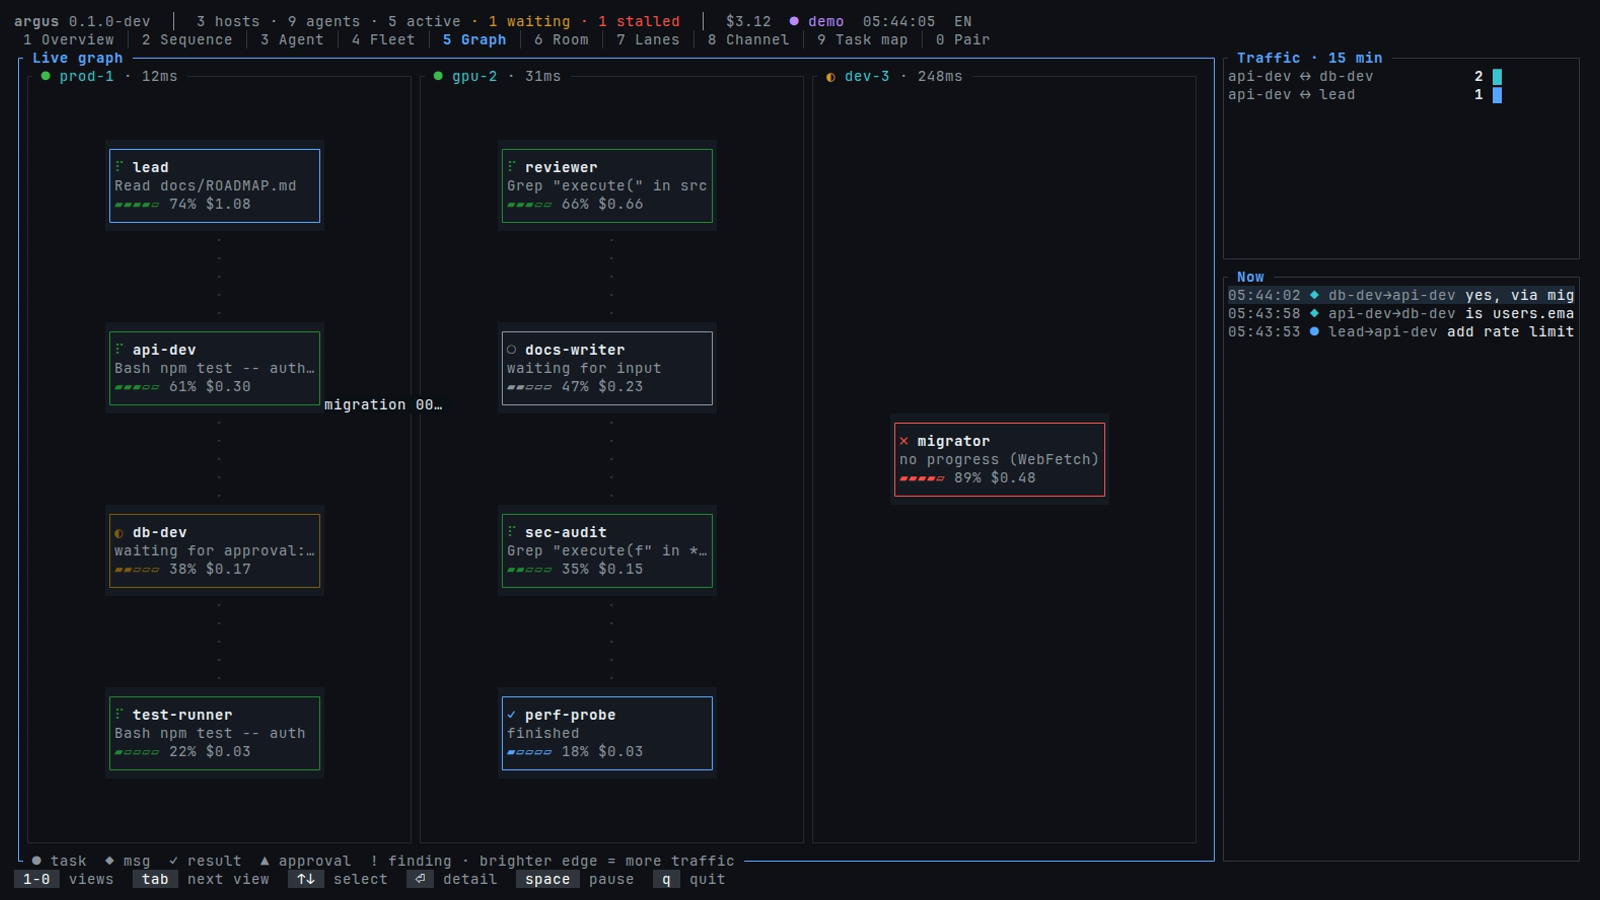 argus 0.1.0-dev │ 3 hosts · 9 agents · 5 active · 1 waiting · 1 stalled │ $3.12 ● demo 05:44:05 EN
1 Overview │ 2 Sequence │ 3 Agent │ 4 Fleet │ 5 Graph │ 6 Room │ 7 Lanes │ 8 Channel │ 9 Task map │ 0 Pair
Live graph
● prod-1 · 12ms
lead
Read docs/ROADMAP.md
▰▰▰▰▱ 74% $1.08
api-dev
Bash npm test -- auth…
▰▰▰▱▱ 61% $0.30
migration 00…
◐ db-dev
waiting for approval:…
▰▰▱▱▱ 38% $0.17
test-runner
Bash npm test -- auth
▰▱▱▱▱ 22% $0.03
● gpu-2 · 31ms
reviewer
Grep "execute(" in src
▰▰▰▱▱ 66% $0.66
○ docs-writer
waiting for input
▰▰▱▱▱ 47% $0.23
sec-audit
Grep "execute(f" in *…
▰▰▱▱▱ 35% $0.15
✓ perf-probe
finished
▰▱▱▱▱ 18% $0.03
◐ dev-3 · 248ms
✕ migrator
no progress (WebFetch)
▰▰▰▰▱ 89% $0.48
● task ◆ msg ✓ result ▲ approval ! finding · brighter edge = more traffic
Traffic · 15 min
api-dev ↔ db-dev 2
api-dev ↔ lead 1
Now
05:44:02 ◆ db-dev→api-dev yes, via mig
05:43:58 ◆ api-dev→db-dev is users.ema
05:43:53 ● lead→api-dev add rate limit
1-0 views tab next view ↑↓ select ⏎ detail space pause q quit